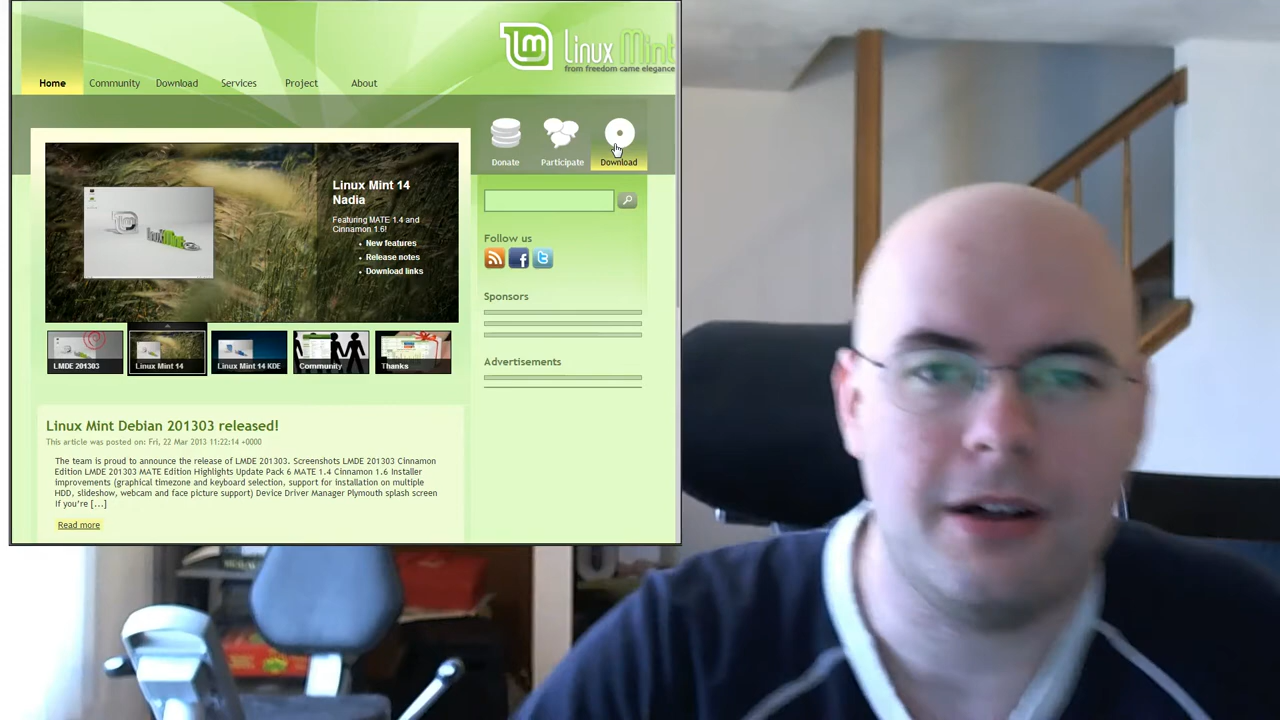 Linux Mint
from freedom came elegance
Home Community Download Services Project About
Donate Participate Download
Linux Mint 14
Nadia
Featuring MATE 1.4 and
Cinnamon 1.6!
New features
Release notes
Download links
LMDE 201303 Linux Mint 14 Linux Mint 14 KDE Community Thanks
Follow us
Sponsors
Advertisements
Linux Mint Debian 201303 released!
This article was posted on: Fri, 22 Mar 2013 11:22:14 +0000
The team is proud to announce the release of LMDE 201303. Screenshots LMDE 201303 Cinnamon
Edition LMDE 201303 MATE Edition Highlights Update Pack 6 MATE 1.4 Cinnamon 1.6 Installer
improvements (graphical timezone and keyboard selection, support for installation on multiple
HDD, slideshow, webcam and face picture support) Device Driver Manager Plymouth splash screen
If you're [...]
Read more